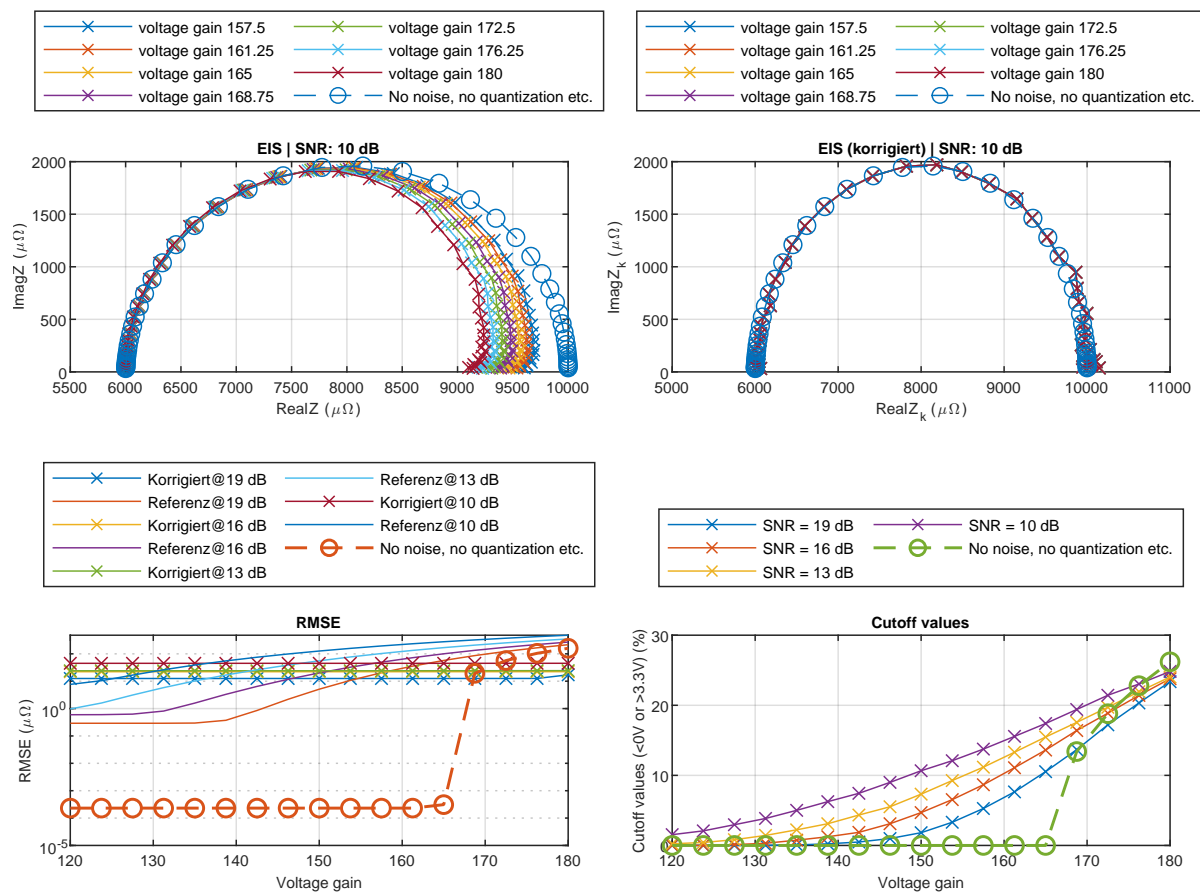 voltage gain 157.5
voltage gain 172.5
voltage gain 161.25
voltage gain 176.25
voltage gain 165
voltage gain 180
voltage gain 168.75
No noise, no quantization etc.
EIS | SNR: 10 dB
2000
1500
1000
500
0
ImagZ (μΩ)
5500
6000
6500
7000
7500
8000
8500
9000
9500
10000
RealZ (μΩ)
voltage gain 157.5
voltage gain 172.5
voltage gain 161.25
voltage gain 176.25
voltage gain 165
voltage gain 180
voltage gain 168.75
No noise, no quantization etc.
EIS (korrigiert) | SNR: 10 dB
2000
1500
1000
500
0
ImagZ_k (μΩ)
5000
6000
7000
8000
9000
10000
11000
RealZ_k (μΩ)
Korrigiert@19 dB
Referenz@13 dB
Referenz@19 dB
Korrigiert@10 dB
Korrigiert@16 dB
Referenz@10 dB
Referenz@16 dB
No noise, no quantization etc.
Korrigiert@13 dB
RMSE
10^0
10^-5
RMSE (μΩ)
120
130
140
150
160
170
180
Voltage gain
SNR = 19 dB
SNR = 10 dB
SNR = 16 dB
No noise, no quantization etc.
SNR = 13 dB
Cutoff values
30
20
10
0
Cutoff values (<0V or >3.3V) (%)
120
130
140
150
160
170
180
Voltage gain